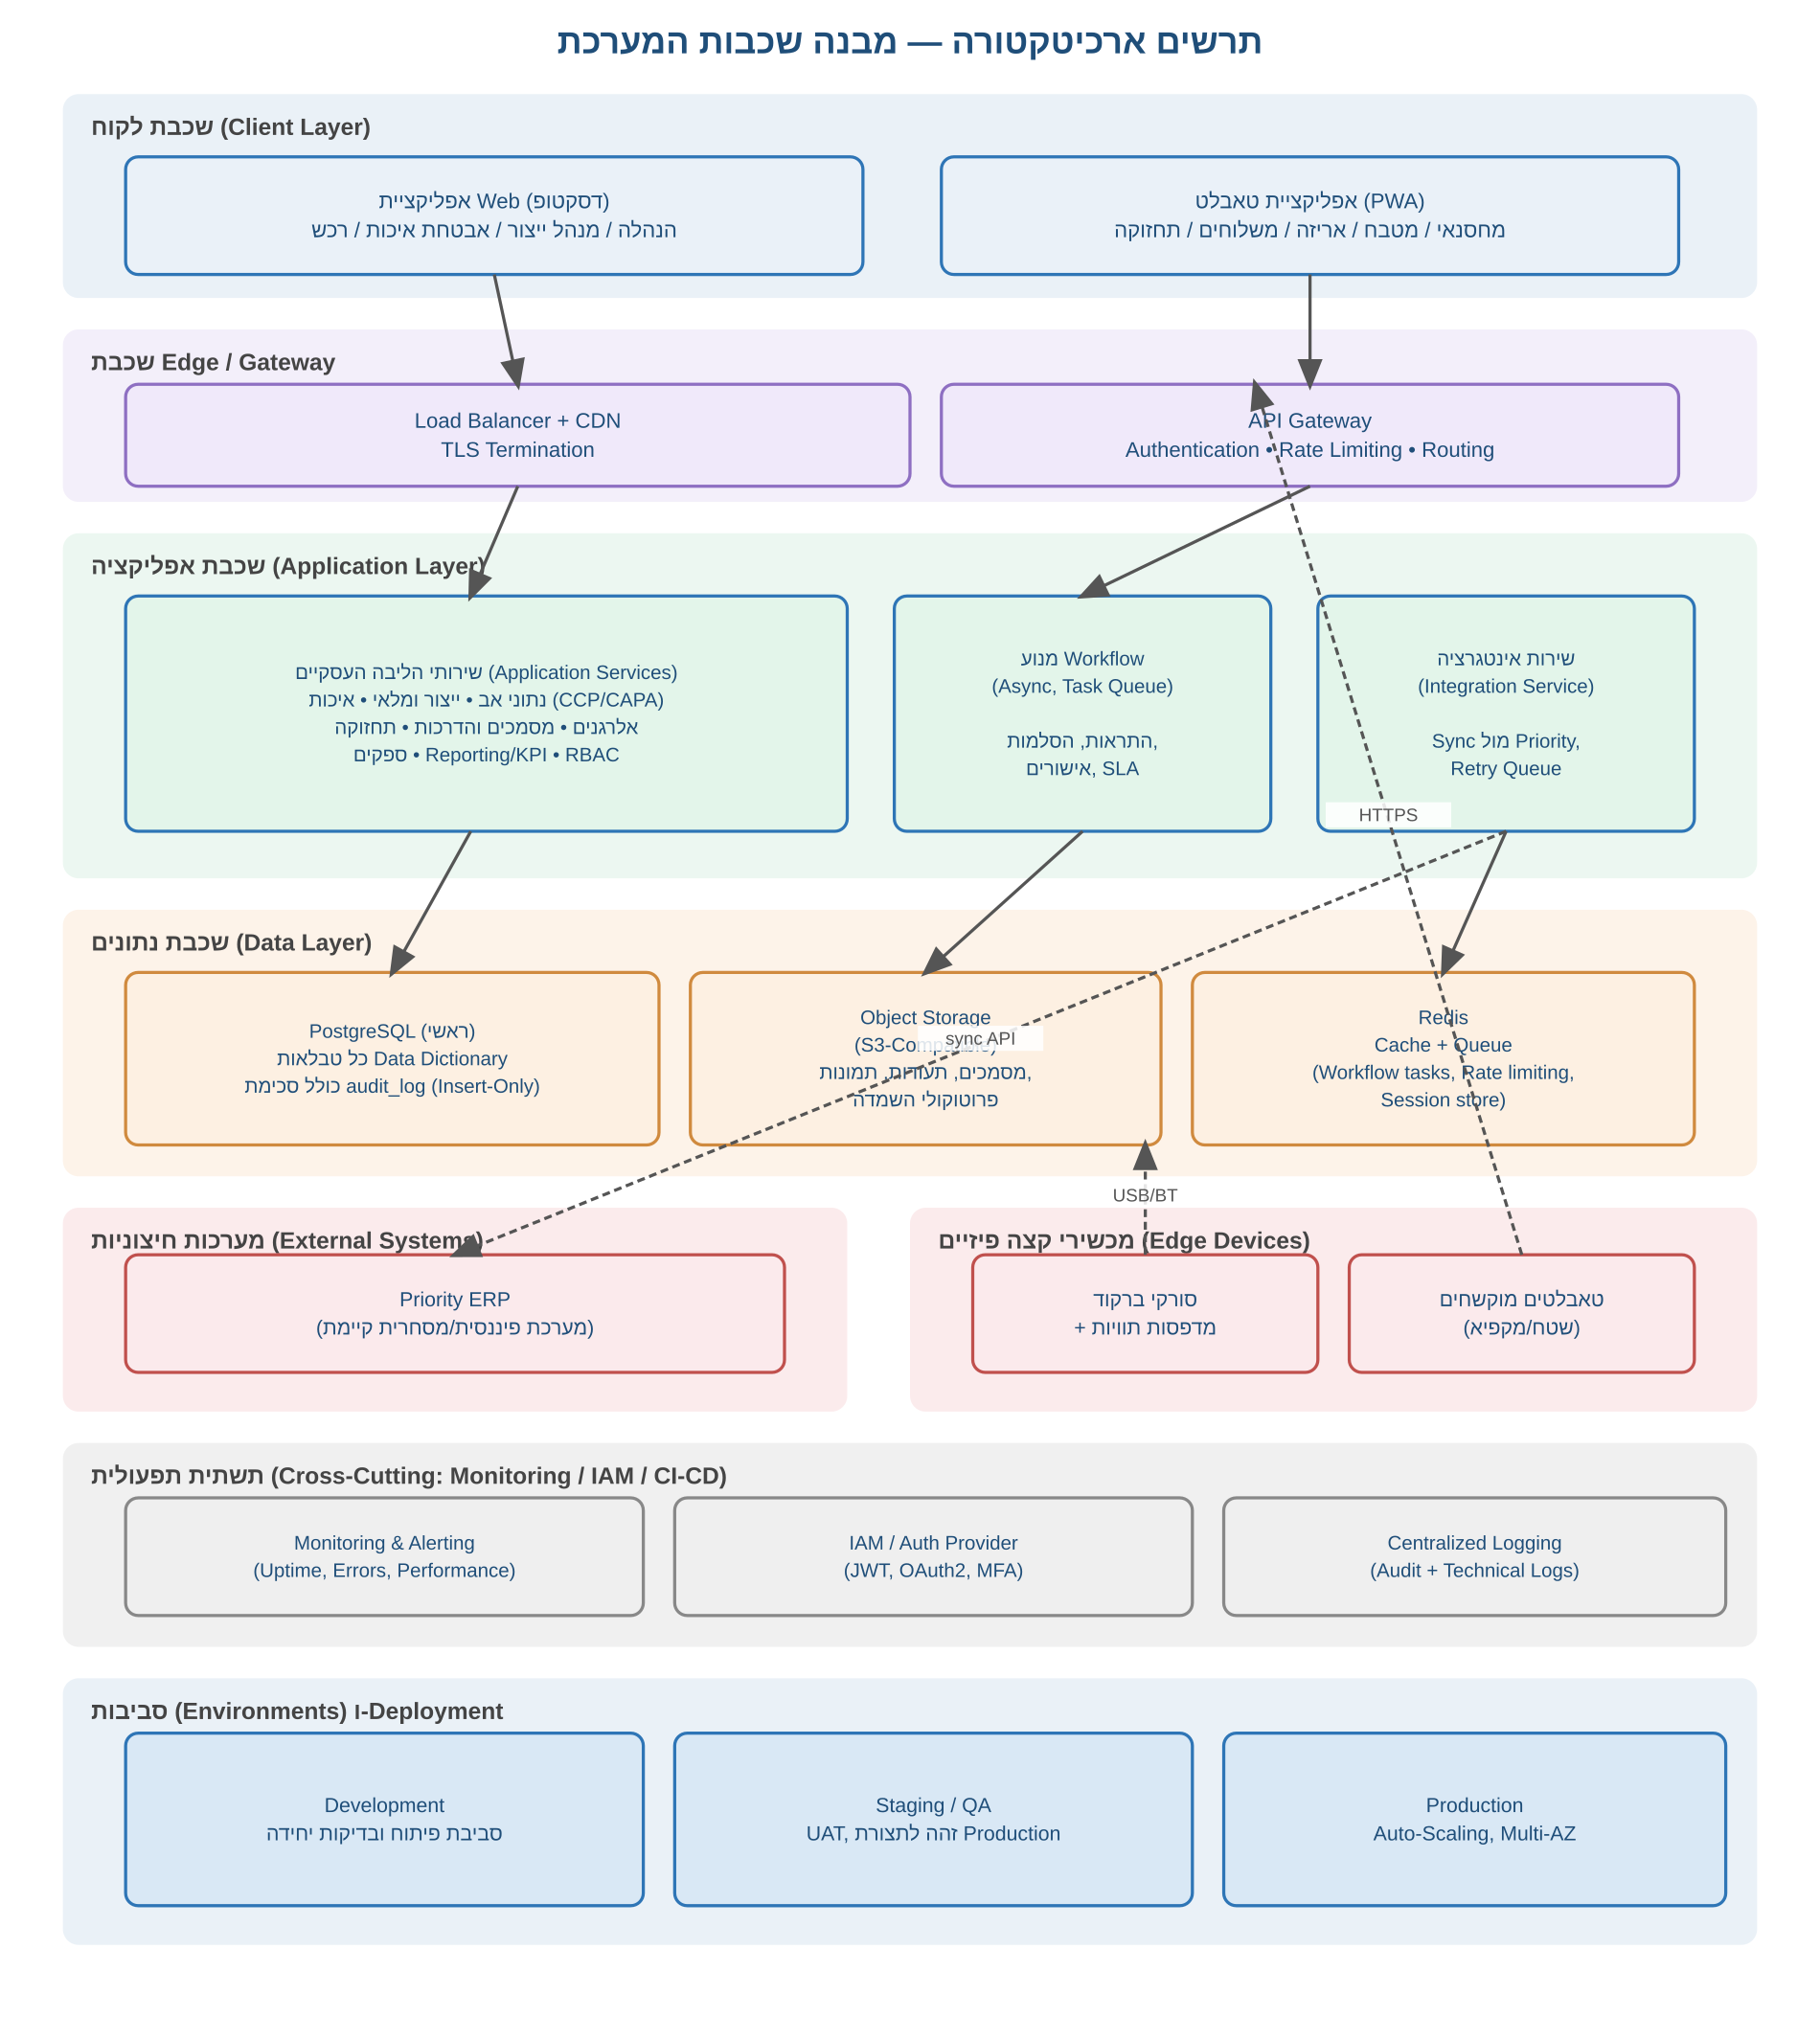 תרשים ארכיטקטורה — מבנה שכבות המערכת
שכבת לקוח (Client Layer)
אפליקציית Web (דסקטופ)
הנהלה / מנהל ייצור / אבטחת איכות / רכש
אפליקציית טאבלט (PWA)
מחסנאי / מטבח / אריזה / משלוחים / תחזוקה
שכבת Edge / Gateway
Load Balancer + CDN
TLS Termination
API Gateway
Authentication • Rate Limiting • Routing
שכבת אפליקציה (Application Layer)
שירותי הליבה העסקיים (Application Services)
נתוני אב • ייצור ומלאי • איכות (CCP/CAPA)
אלרגנים • מסמכים והדרכות • תחזוקה
ספקים • Reporting/KPI • RBAC
מנוע Workflow
(Async, Task Queue)
התראות, הסלמות,
אישורים, SLA
שירות אינטגרציה
(Integration Service)
Sync מול Priority,
Retry Queue
HTTPS
שכבת נתונים (Data Layer)
PostgreSQL (ראשי)
כל טבלאות Data Dictionary
כולל סכימת audit_log (Insert-Only)
Object Storage
(S3-Compatible)
sync API
מסמכים, תעודות, תמונות,
פרוטוקולי השמדה
Redis
Cache + Queue
(Workflow tasks, Rate limiting,
Session store)
USB/BT
מערכות חיצוניות (External Systems)
Priority ERP
(מערכת פיננסית/מסחרית קיימת)
מכשירי קצה פיזיים (Edge Devices)
סורקי ברקוד
+ מדפסות תוויות
טאבלטים מוקשחים
(שטח/מקפיא)
תשתית תפעולית (Cross-Cutting: Monitoring / IAM / CI-CD)
Monitoring & Alerting
(Uptime, Errors, Performance)
IAM / Auth Provider
(JWT, OAuth2, MFA)
Centralized Logging
(Audit + Technical Logs)
סביבות (Environments) ו-Deployment
Development
סביבת פיתוח ובדיקות יחידה
Staging / QA
UAT, זהה לתצורת Production
Production
Auto-Scaling, Multi-AZ